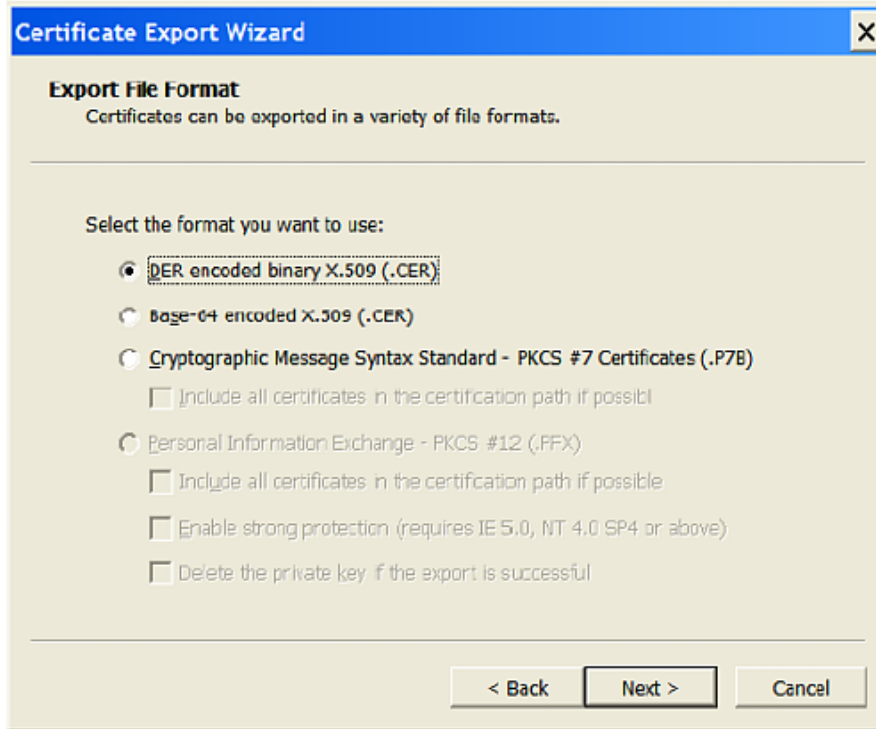 Certificate Export Wizard
Export File Format
Certificates can be exported in a variety of file formats.
Select the format you want to use:
DER encoded binary X.509 (.CER)
Base-64 encoded X.509 (.CER)
Cryptographic Message Syntax Standard - PKCS #7 Certificates (.P7B)
Include all certificates in the certification path if possibl
Personal Information Exchange - PKCS #12 (.PFX)
Include all certificates in the certification path if possible
Enable strong protection (requires IE 5.0, NT 4.0 SP4 or above)
Delete the private key if the export is successful
< Back Next > Cancel